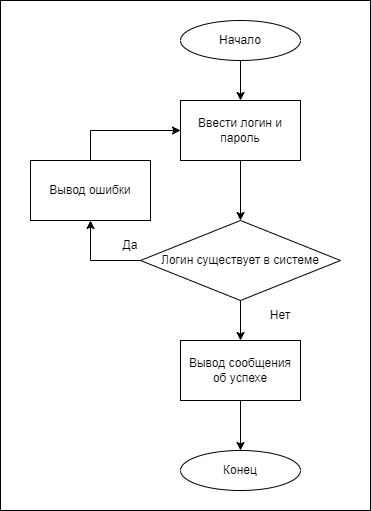 Начало
Ввести логин и
пароль
Вывод ошибки
Да
Логин существует в системе
Нет
Вывод сообщения
об успехе
Конец